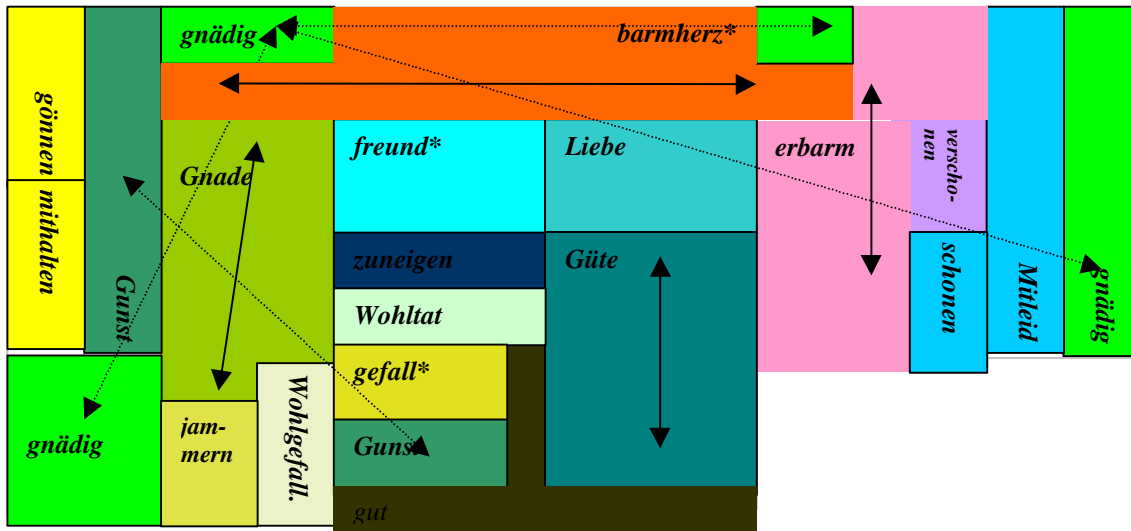 gnädig
barmherz*
gönnen
mithalten
Gunst
Gnade
freund*
Liebe
erbarm
verscho-
nen
zuneigen
Güte
schonen
Mitleid
gnädig
Wohltat
gefall*
Wohlgefall.
gnädig
jam-
mern
Gunst
gut